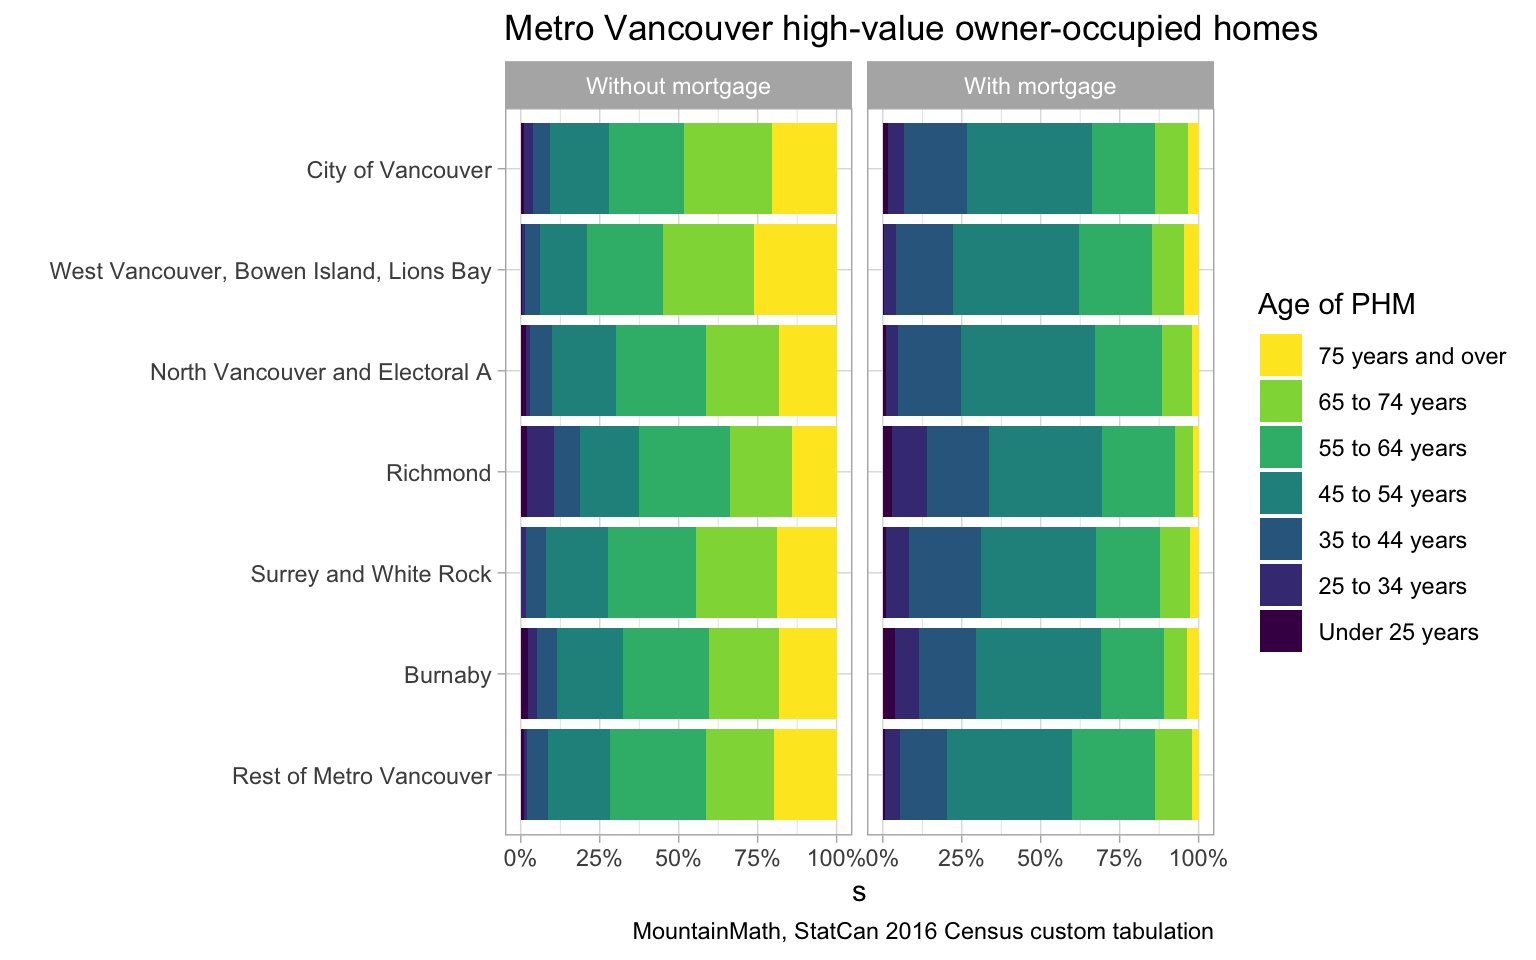 Metro Vancouver high-value owner-occupied homes
Without mortgage
With mortgage
City of Vancouver
West Vancouver, Bowen Island, Lions Bay
North Vancouver and Electoral A
Richmond
Surrey and White Rock
Burnaby
Rest of Metro Vancouver
0% 25% 50% 75% 100%
0% 25% 50% 75% 100%
s
Age of PHM
75 years and over
65 to 74 years
55 to 64 years
45 to 54 years
35 to 44 years
25 to 34 years
Under 25 years
MountainMath, StatCan 2016 Census custom tabulation